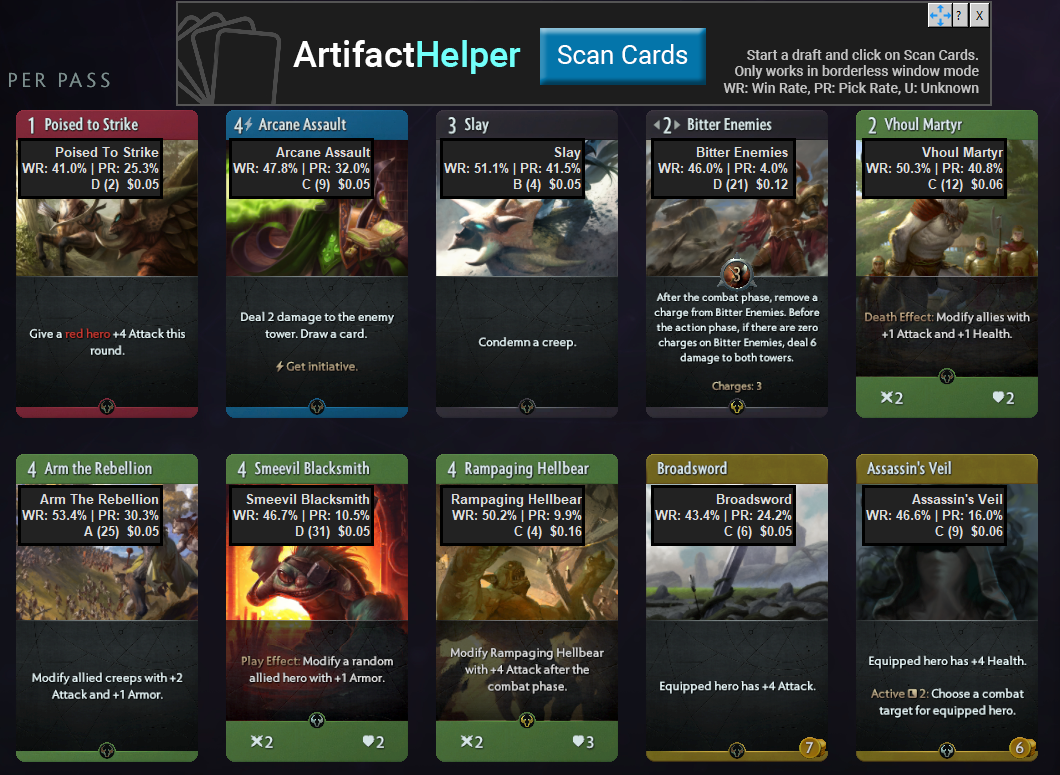 ArtifactHelper
Scan Cards
? X
Start a draft and click on Scan Cards.
Only works in borderless window mode
WR: Win Rate, PR: Pick Rate, U: Unknown
PER PASS
1 Poised to Strike
Poised To Strike
WR: 41.0% | PR: 25.3%
D (2) $0.05
Give a red hero +4 Attack this
round.
4 Arcane Assault
Arcane Assault
WR: 47.8% | PR: 32.0%
C (9) $0.05
Deal 2 damage to the enemy
tower. Draw a card.
Get initiative.
3 Slay
Slay
WR: 51.1% | PR: 41.5%
B (4) $0.05
Condemn a creep.
2 Bitter Enemies
Bitter Enemies
WR: 46.0% | PR: 4.0%
D (21) $0.12
3
After the combat phase, remove a
charge from Bitter Enemies. Before
the action phase, if there are zero
charges on Bitter Enemies, deal 6
damage to both towers.
Charges: 3
2 Vhoul Martyr
Vhoul Martyr
WR: 50.3% | PR: 40.8%
C (12) $0.06
Death Effect: Modify allies with
+1 Attack and +1 Health.
2 2
4 Arm the Rebellion
Arm The Rebellion
WR: 53.4% | PR: 30.3%
A (25) $0.05
Modify allied creeps with +2
Attack and +1 Armor.
4 Smeevil Blacksmith
Smeevil Blacksmith
WR: 46.7% | PR: 10.5%
D (31) $0.05
Play Effect: Modify a random
allied hero with +1 Armor.
2 2
4 Rampaging Hellbear
Rampaging Hellbear
WR: 50.2% | PR: 9.9%
C (4) $0.16
Modify Rampaging Hellbear
with +4 Attack after the
combat phase.
2 3
Broadsword
Broadsword
WR: 43.4% | PR: 24.2%
C (6) $0.05
Equipped hero has +4 Attack.
7
Assassin's Veil
Assassin's Veil
WR: 46.6% | PR: 16.0%
C (9) $0.06
Equipped hero has +4 Health.
Active 2: Choose a combat
target for equipped hero.
6